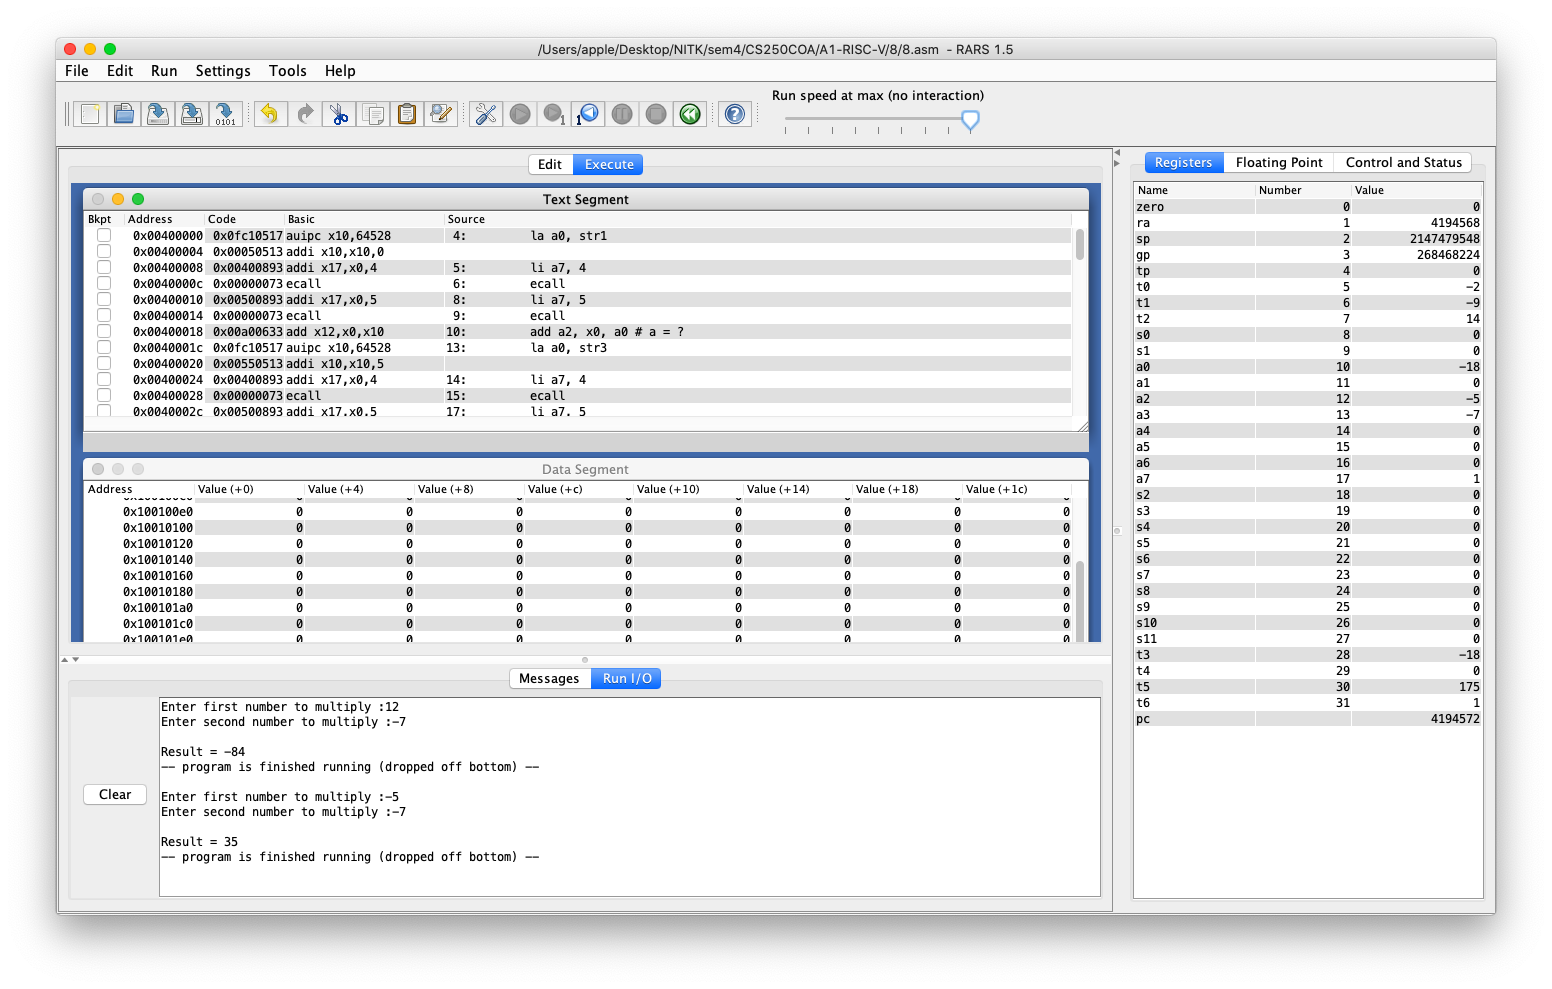 /Users/apple/Desktop/NITK/sem4/CS250COA/A1-RISC-V/8/8.asm - RARS 1.5
File Edit Run Settings Tools Help
Run speed at max (no interaction)
Edit Execute
Text Segment
Bkpt Address Code Basic Source
0x00400000 0x0fc10517 auipc x10,64528 4: la a0, str1
0x00400004 0x00050513 addi x10,x10,0
0x00400008 0x00400893 addi x17,x0,4 5: li a7, 4
0x0040000c 0x00000073 ecall 6: ecall
0x00400010 0x00500893 addi x17,x0,5 8: li a7, 5
0x00400014 0x00000073 ecall 9: ecall
0x00400018 0x00a00633 add x12,x0,x10 10: add a2, x0, a0 # a = ?
0x0040001c 0x0fc10517 auipc x10,64528 13: la a0, str3
0x00400020 0x00550513 addi x10,x10,5
0x00400024 0x00400893 addi x17,x0,4 14: li a7, 4
0x00400028 0x00000073 ecall 15: ecall
0x0040002c 0x00500893 addi x17,x0,5 17: li a7, 5
Data Segment
Address Value (+0) Value (+4) Value (+8) Value (+c) Value (+10) Value (+14) Value (+18) Value (+1c)
0x100100e0 0 0 0 0 0 0 0 0
0x10010100 0 0 0 0 0 0 0 0
0x10010120 0 0 0 0 0 0 0 0
0x10010140 0 0 0 0 0 0 0 0
0x10010160 0 0 0 0 0 0 0 0
0x10010180 0 0 0 0 0 0 0 0
0x100101a0 0 0 0 0 0 0 0 0
0x100101c0 0 0 0 0 0 0 0 0
0x100101e0 0 0 0 0 0 0 0 0
Messages Run I/O
Clear
Enter first number to multiply :12
Enter second number to multiply :-7
Result = -84
-- program is finished running (dropped off bottom) --
Enter first number to multiply :-5
Enter second number to multiply :-7
Result = 35
-- program is finished running (dropped off bottom) --
Registers Floating Point Control and Status
Name Number Value
zero 0 0
ra 1 4194568
sp 2 2147479548
gp 3 268468224
tp 4 0
t0 5 -2
t1 6 -9
t2 7 14
s0 8 0
s1 9 0
a0 10 -18
a1 11 0
a2 12 -5
a3 13 -7
a4 14 0
a5 15 0
a6 16 0
a7 17 1
s2 18 0
s3 19 0
s4 20 0
s5 21 0
s6 22 0
s7 23 0
s8 24 0
s9 25 0
s10 26 0
s11 27 0
t3 28 -18
t4 29 0
t5 30 175
t6 31 1
pc 4194572